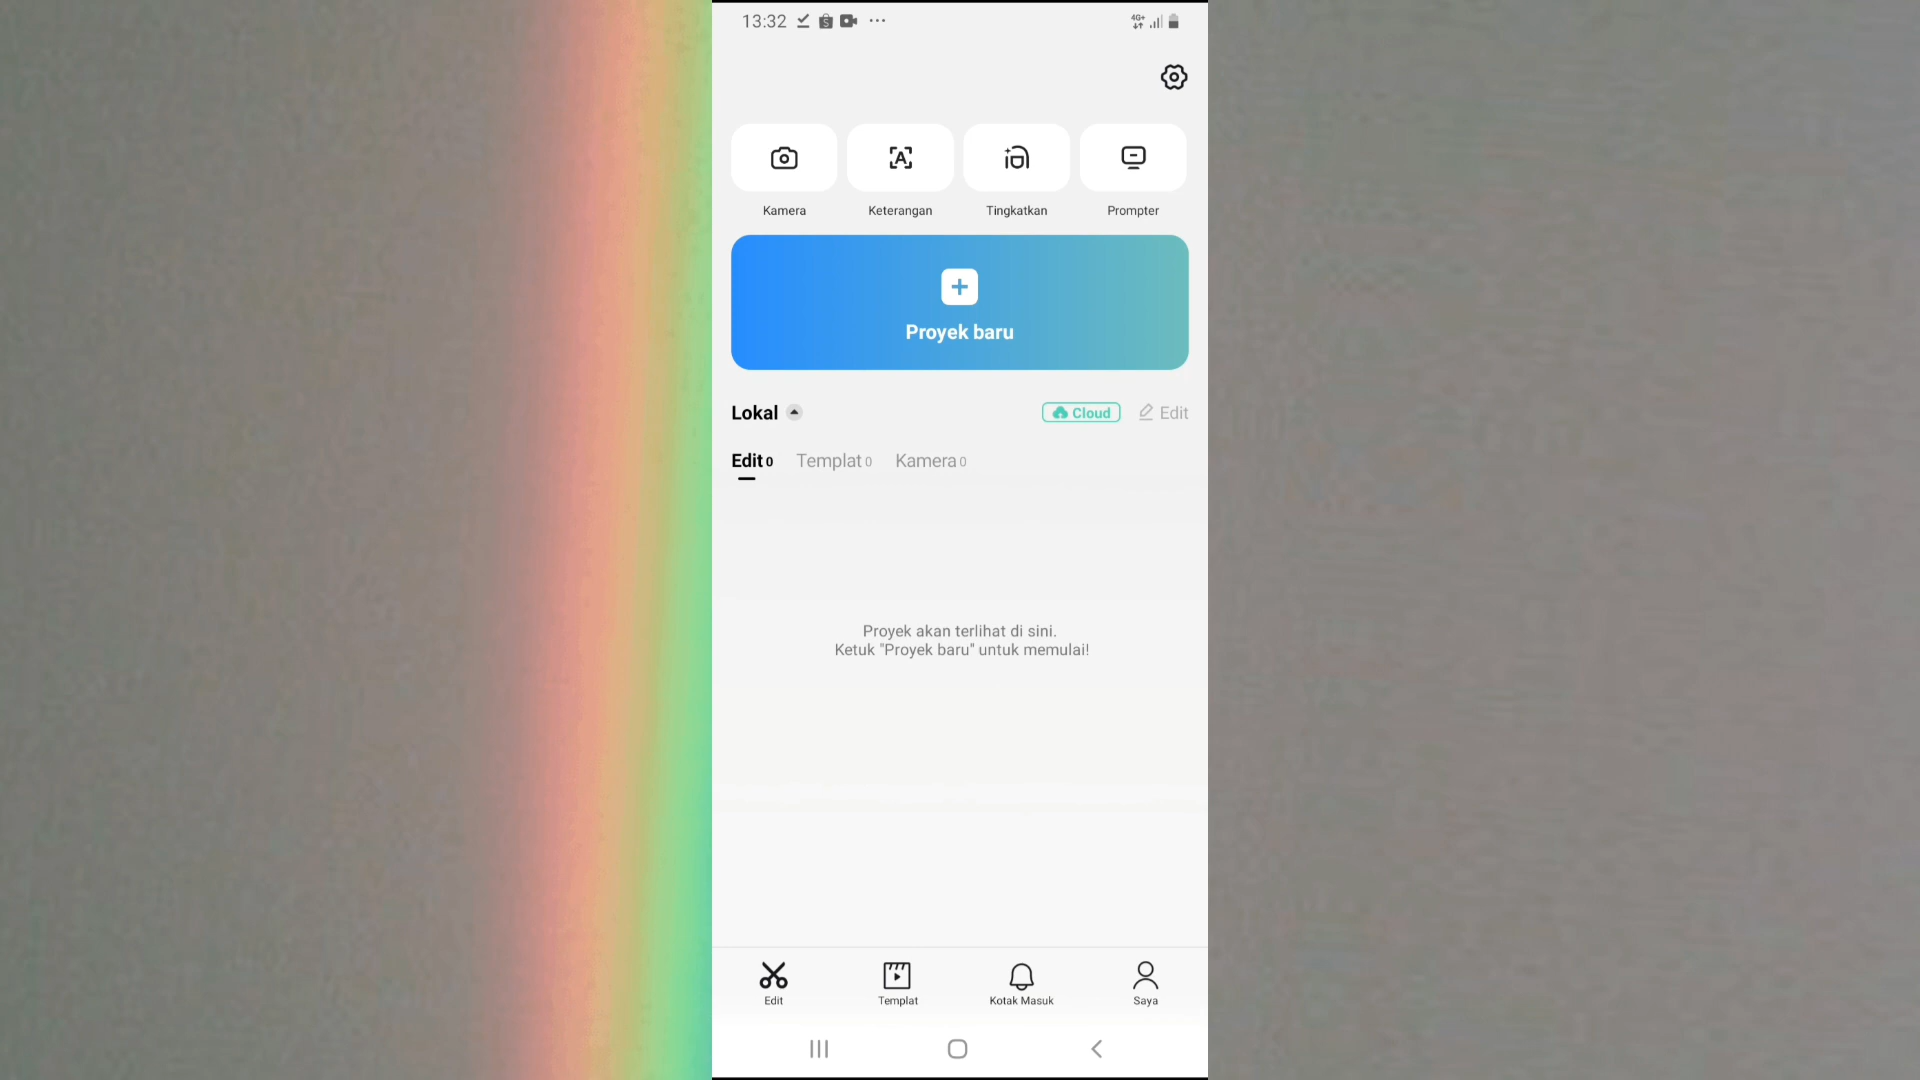 13:32
4G+
Kamera
Keterangan
Tingkatkan
Prompter
Proyek baru
Lokal
Cloud
Edit
Edit 0
Templat 0
Kamera 0
Proyek akan terlihat di sini.
Ketuk "Proyek baru" untuk memulai!
Edit
Templat
Kotak Masuk
Saya